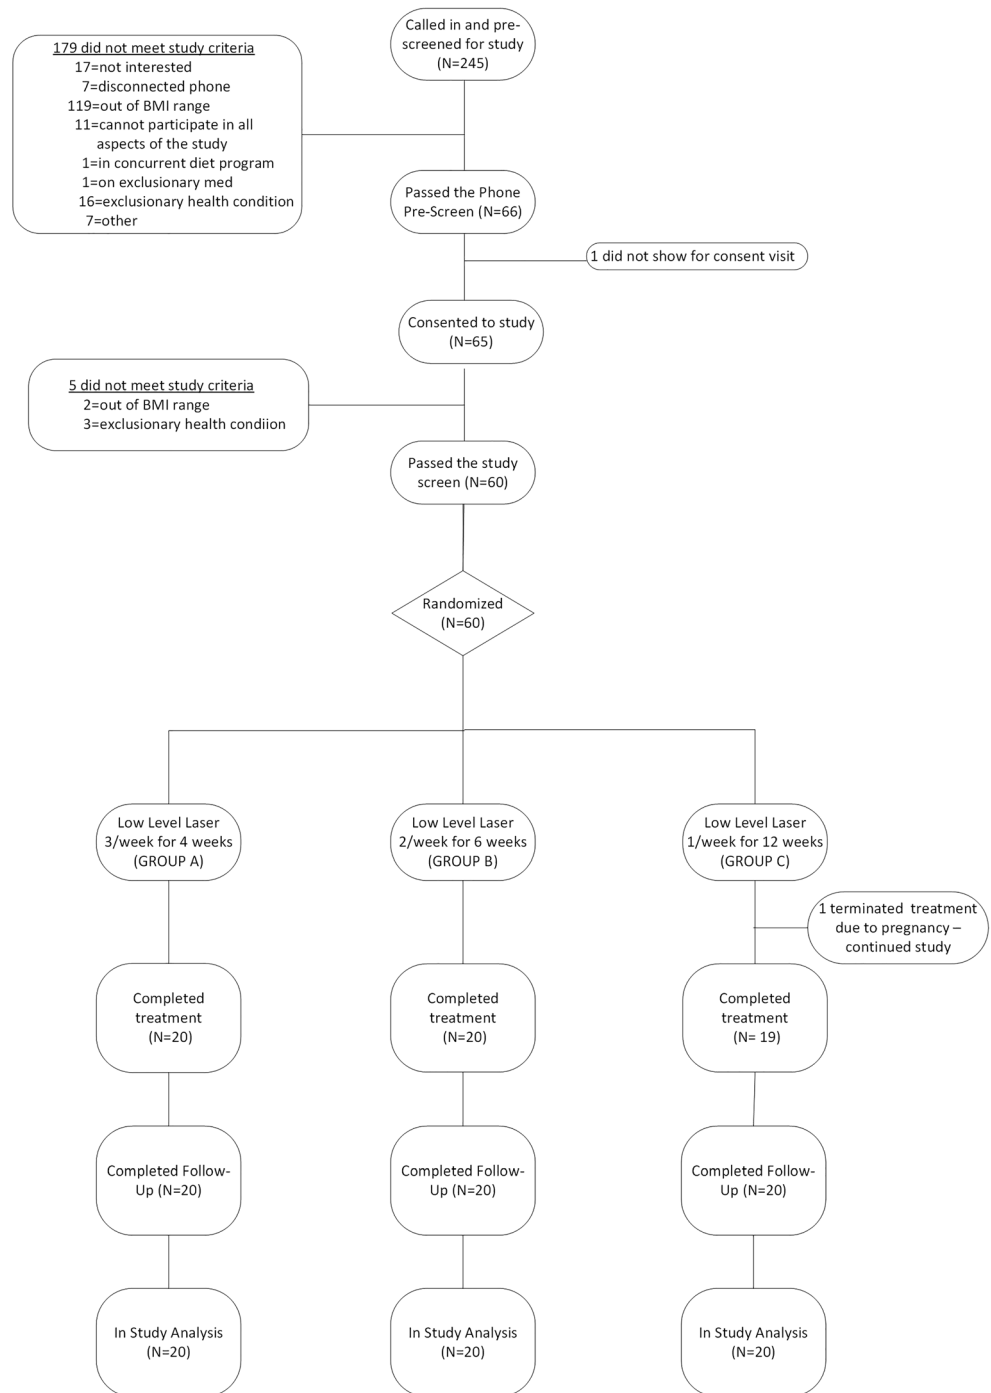 Called in and pre-
screened for study
(N=245)
179 did not meet study criteria
17=not interested
7=disconnected phone
119=out of BMI range
11=cannot participate in all
aspects of the study
1=in concurrent diet program
1=on exclusionary med
16=exclusionary health condition
7=other
Passed the Phone
Pre-Screen (N=66)
1 did not show for consent visit
Consented to study
(N=65)
5 did not meet study criteria
2=out of BMI range
3=exclusionary health condiion
Passed the study
screen (N=60)
Randomized
(N=60)
Low Level Laser
3/week for 4 weeks
(GROUP A)
Low Level Laser
2/week for 6 weeks
(GROUP B)
Low Level Laser
1/week for 12 weeks
(GROUP C)
1 terminated  treatment
due to pregnancy –
continued study
Completed
treatment
(N=20)
Completed
treatment
(N=20)
Completed
treatment
(N= 19)
Completed Follow-
Up (N=20)
Completed Follow-
Up (N=20)
Completed Follow-
Up (N=20)
In Study Analysis
(N=20)
In Study Analysis
(N=20)
In Study Analysis
(N=20)